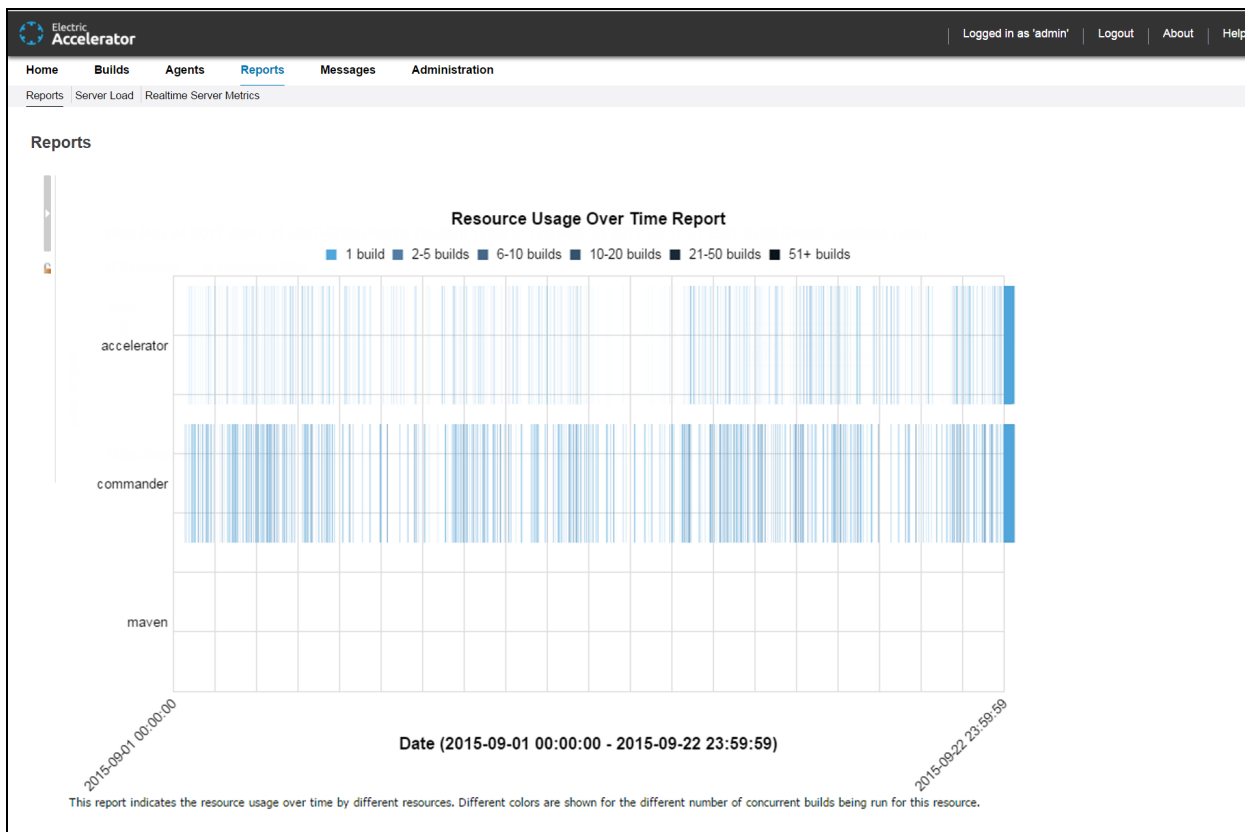 Electric
Accelerator
Logged in as 'admin' Logout About Help
Home Builds Agents Reports Messages Administration
Reports Server Load Realtime Server Metrics
Reports
Resource Usage Over Time Report
1 build 2-5 builds 6-10 builds 10-20 builds 21-50 builds 51+ builds
accelerator
commander
maven
2015-09-01 00:00:00
2015-09-22 23:59:59
Date (2015-09-01 00:00:00 - 2015-09-22 23:59:59)
This report indicates the resource usage over time by different resources. Different colors are shown for the different number of concurrent builds being run for this resource.